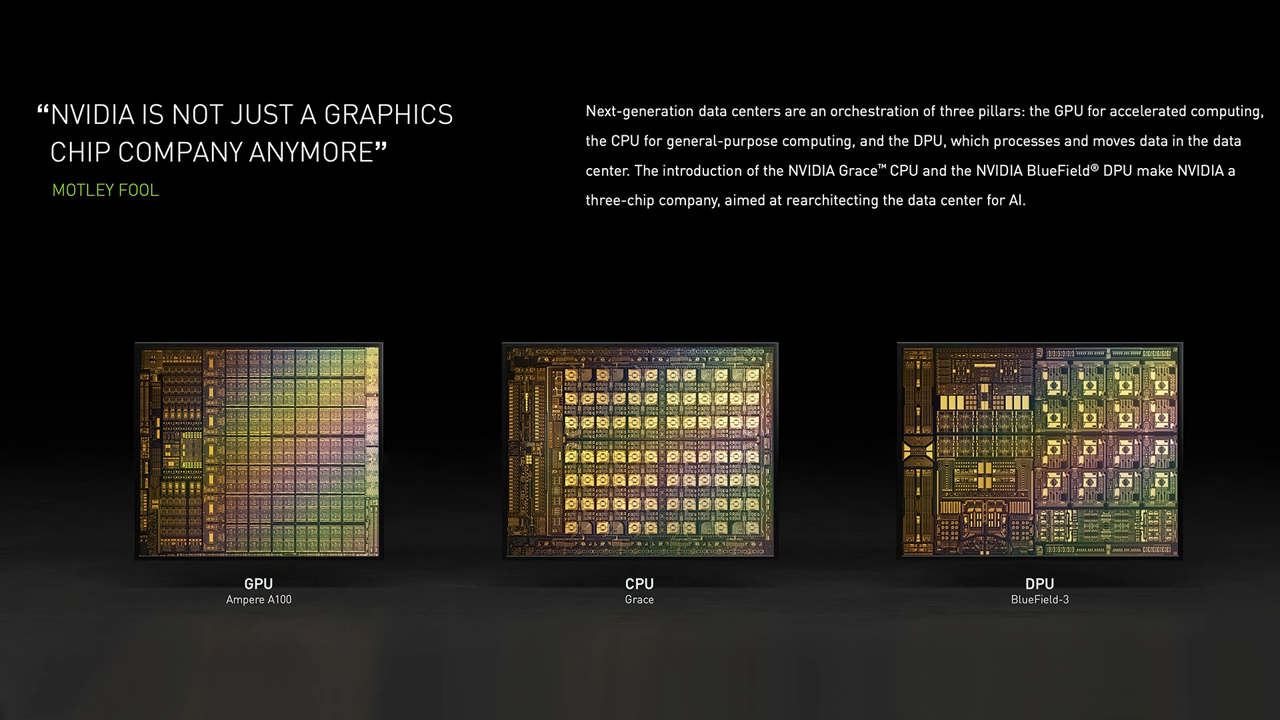 “NVIDIA IS NOT JUST A GRAPHICS
CHIP COMPANY ANYMORE”
MOTLEY FOOL
Next-generation data centers are an orchestration of three pillars: the GPU for accelerated computing,
the CPU for general-purpose computing, and the DPU, which processes and moves data in the data
center. The introduction of the NVIDIA Grace™ CPU and the NVIDIA BlueField® DPU make NVIDIA a
three-chip company, aimed at rearchitecting the data center for AI.
GPU
Ampere A100
CPU
Grace
DPU
BlueField-3